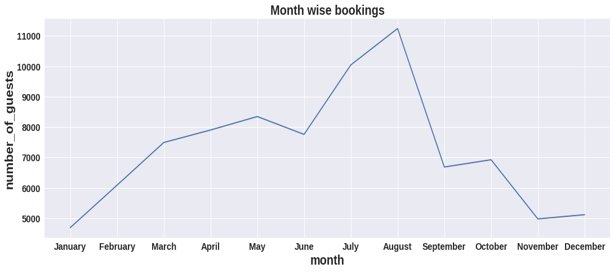 Month wise bookings
number_of_guests
11000
10000
9000
8000
7000
6000
5000
January February March April May June July August September October November December
month